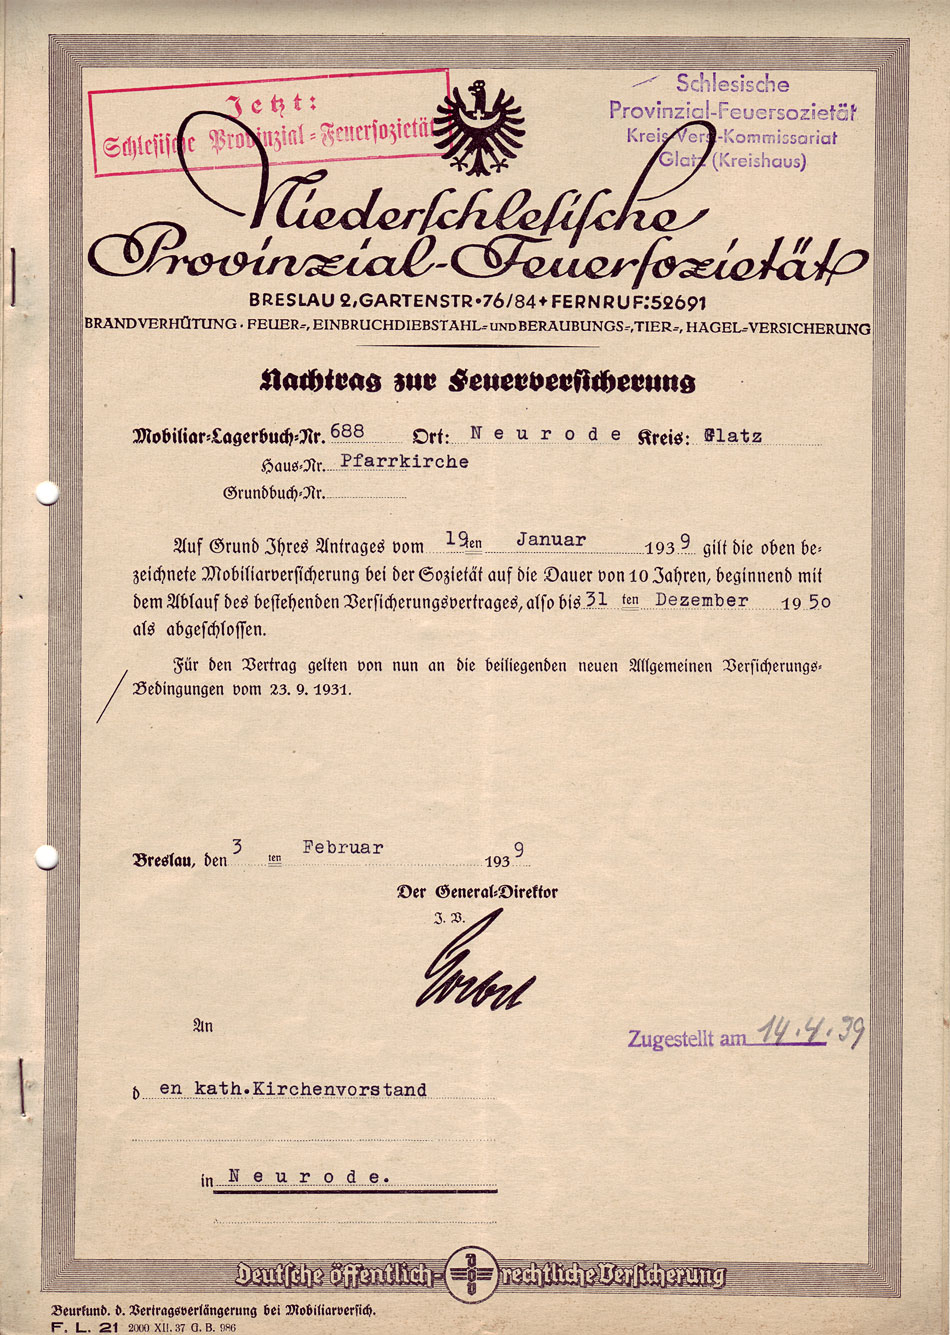 Jetzt:
Schlesische Provinzial-Feuersozietät
Schlesische
Provinzial-Feuersozietät
Kreis-Vers-Kommissariat
Glatz (Kreishaus)
Niederschlesische
Provinzial-Feuersozietät
BRESLAU 2, GARTENSTR. 76/84 + FERNRUF: 52691
BRANDVERHÜTUNG · FEUER-, EINBRUCHDIEBSTAHL- UND BERAUBUNGS-, TIER-, HAGEL-VERSICHERUNG
Nachtrag zur Feuerversicherung
Mobiliar-Lagerbuch-Nr. 688 Ort: Neurode Kreis: Glatz
Haus-Nr. Pfarrkirche
Grundbuch-Nr.
Auf Grund Ihres Antrages vom 19ten Januar 1939 gilt die oben be-
zeichnete Mobiliarversicherung bei der Sozietät auf die Dauer von 10 Jahren, beginnend mit
dem Ablauf des bestehenden Versicherungsvertrages, also bis 31 ten Dezember 1950
als abgeschlossen.
Für den Vertrag gelten von nun an die beiliegenden neuen Allgemeinen Versicherungs-
Bedingungen vom 23. 9. 1931.
Breslau, den 3 ten Februar 1939
Der General-Direktor
I. V.
An
Zugestellt am 14.4.39
den kath.Kirchenvorstand
in Neurode.
Deutsche öffentlich-rechtliche Versicherung
Beurkund. d. Vertragsverlängerung bei Mobiliarversich.
F. L. 21 2000 XII. 37 G. B. 986